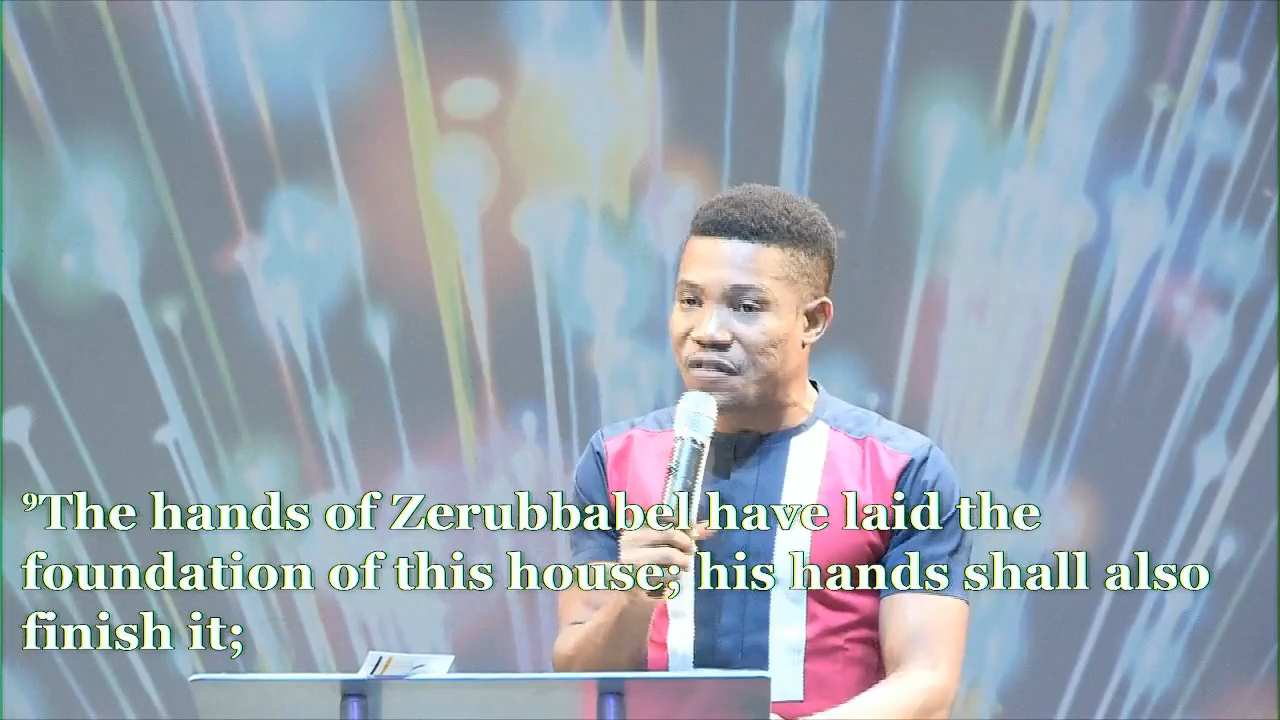 ⁹The hands of Zerubbabel have laid the
foundation of this house; his hands shall also
finish it;